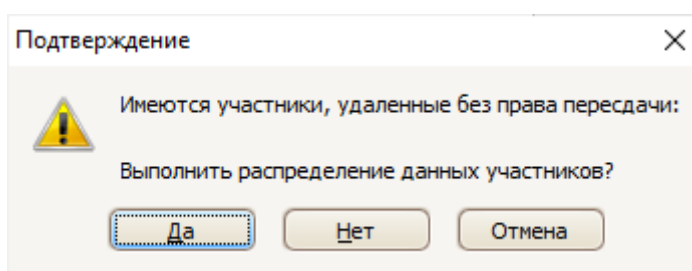 Подтверждение
Имеются участники, удаленные без права пересдачи:
Выполнить распределение данных участников?
Да
Нет
Отмена